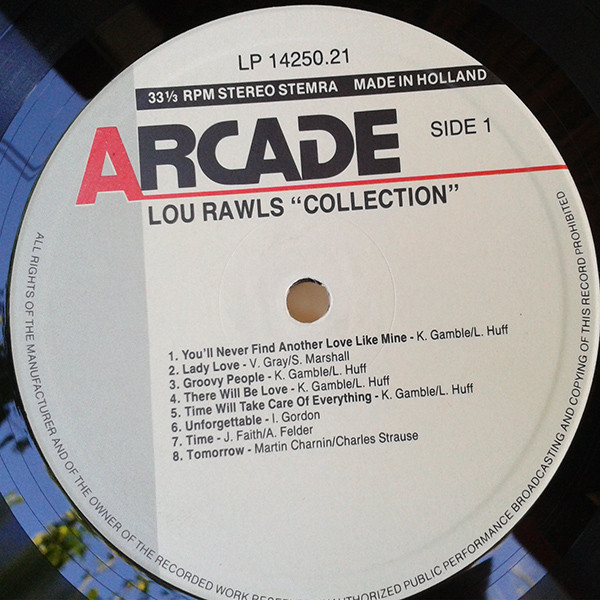 LP 14250.21
33⅓ RPM STEREO STEMRA MADE IN HOLLAND
ARCADE
SIDE 1
LOU RAWLS “COLLECTION”
1. You'll Never Find Another Love Like Mine - K. Gamble/L. Huff
2. Lady Love - V. Gray/S. Marshall
3. Groovy People - K. Gamble/L. Huff
4. There Will Be Love - K. Gamble/L. Huff
5. Time Will Take Care Of Everything - K. Gamble/L. Huff
6. Unforgettable - I. Gordon
7. Time - J. Faith/A. Felder
8. Tomorrow - Martin Charnin/Charles Strause
ALL RIGHTS OF THE MANUFACTURER AND OF THE OWNER OF THE RECORDED WORK RESERVED UNAUTHORIZED PUBLIC PERFORMANCE BROADCASTING AND COPYING OF THIS RECORD PROHIBITED